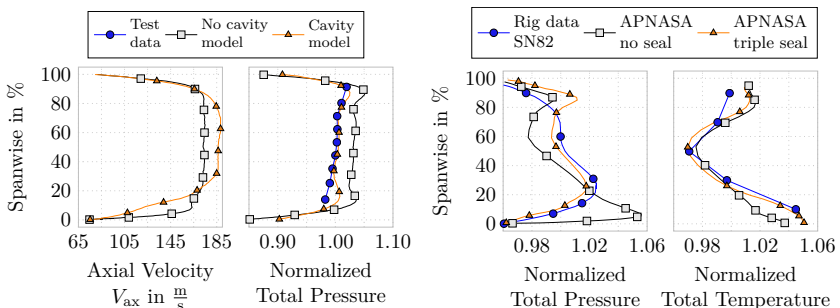 Test data
No cavity model
Cavity model
Rig data SN82
APNASA no seal
APNASA triple seal
Spanwise in %
100
80
60
40
20
0
65 105 145 185
Axial Velocity
V_ax in m/s
0.90 1.00 1.10
Normalized
Total Pressure
Spanwise in %
100
80
60
40
20
0
0.98 1.02 1.06
Normalized
Total Pressure
0.98 1.02 1.06
Normalized
Total Temperature